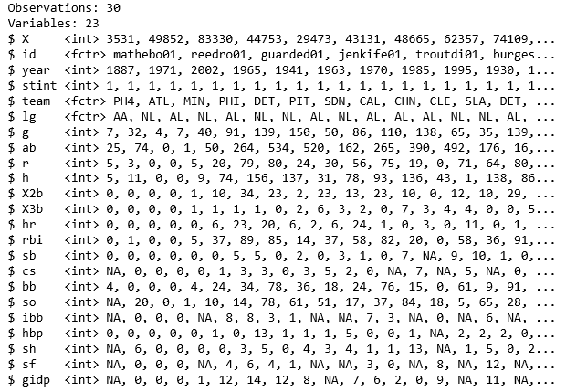 Observations: 30
Variables: 23
$ X <int> 3531, 49852, 83330, 44753, 29473, 43131, 48665, 62357, 74109,...
$ id <fctr> mathebo01, reedro01, guarded01, jenkife01, troutdi01, burges...
$ year <int> 1887, 1971, 2002, 1965, 1941, 1963, 1970, 1985, 1995, 1930, 1...
$ stint <int> 1, 1, 1, 1, 1, 1, 1, 1, 1, 1, 1, 1, 1, 1, 1, 1, 1, 1, 1, 1, 1...
$ team <fctr> PH4, ATL, MIN, PHI, DET, PIT, SDN, CAL, CHN, CLE, SLA, DET, ...
$ lg <fctr> AA, NL, AL, NL, AL, NL, NL, AL, NL, AL, AL, AL, NL, NL, AL, ...
$ g <int> 7, 32, 4, 7, 40, 91, 139, 150, 50, 86, 110, 138, 65, 35, 139,...
$ ab <int> 25, 74, 0, 1, 50, 264, 534, 520, 162, 265, 390, 492, 176, 16,...
$ r <int> 5, 3, 0, 0, 5, 20, 79, 80, 24, 30, 56, 75, 19, 0, 71, 64, 80,...
$ h <int> 5, 11, 0, 0, 9, 74, 156, 137, 31, 78, 93, 136, 43, 1, 138, 86...
$ X2b <int> 0, 0, 0, 0, 1, 10, 34, 23, 2, 23, 13, 23, 10, 0, 12, 10, 29, ...
$ X3b <int> 0, 0, 0, 0, 1, 1, 1, 1, 0, 2, 6, 3, 2, 0, 7, 3, 4, 4, 0, 0, 5...
$ hr <int> 0, 0, 0, 0, 0, 6, 23, 20, 6, 2, 6, 24, 1, 0, 3, 0, 11, 0, 1, ...
$ rbi <int> 0, 1, 0, 0, 5, 37, 89, 85, 14, 37, 58, 82, 20, 0, 58, 36, 91,...
$ sb <int> 0, 0, 0, 0, 0, 0, 5, 5, 0, 2, 0, 3, 1, 0, 7, NA, 9, 10, 1, 0,...
$ cs <int> NA, 0, 0, 0, 0, 1, 3, 3, 0, 3, 5, 2, 0, NA, 7, NA, 5, NA, 0, ...
$ bb <int> 4, 0, 0, 0, 4, 24, 34, 78, 36, 18, 24, 76, 15, 0, 61, 9, 91, ...
$ so <int> NA, 20, 0, 1, 10, 14, 78, 61, 51, 17, 37, 84, 18, 5, 65, 28, ...
$ ibb <int> NA, 0, 0, 0, NA, 8, 8, 3, 1, NA, NA, 7, 3, NA, 0, NA, 6, NA, ...
$ hbp <int> 0, 0, 0, 0, 0, 1, 0, 13, 1, 1, 1, 5, 0, 0, 1, NA, 2, 2, 2, 0,...
$ sh <int> NA, 6, 0, 0, 0, 0, 3, 5, 0, 4, 3, 4, 1, 1, 13, NA, 1, 5, 0, 2...
$ sf <int> NA, 0, 0, 0, NA, 4, 6, 4, 1, NA, NA, 3, 0, NA, 8, NA, 12, NA,...
$ gidp <int> NA, 0, 0, 0, 1, 12, 14, 12, 8, NA, 7, 6, 2, 0, 9, NA, 11, NA,...